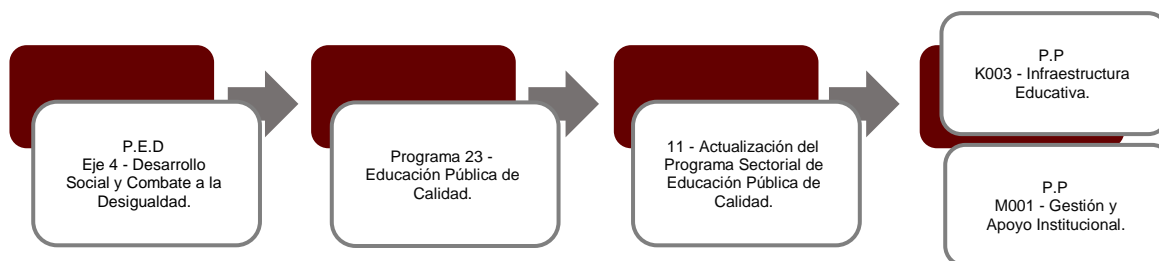 P.E.D
Eje 4 - Desarrollo
Social y Combate a la
Desigualdad.
Programa 23 -
Educación Pública de
Calidad.
11 - Actualización del
Programa Sectorial de
Educación Pública de
Calidad.
P.P
K003 - Infraestructura
Educativa.
P.P
M001 - Gestión y
Apoyo Institucional.